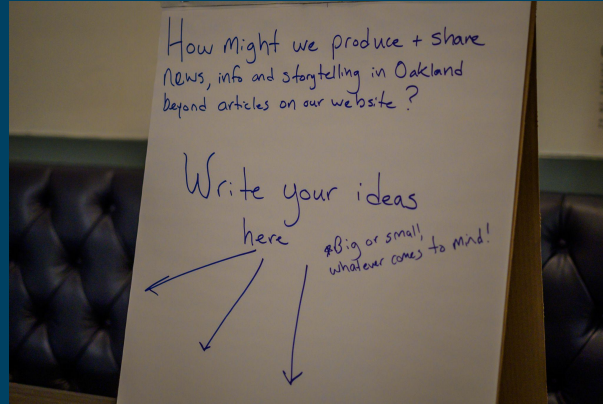 How might we produce + share
news, info and storytelling in Oakland
beyond articles on our website?
Write your ideas
here
*Big or small,
whatever comes to mind!